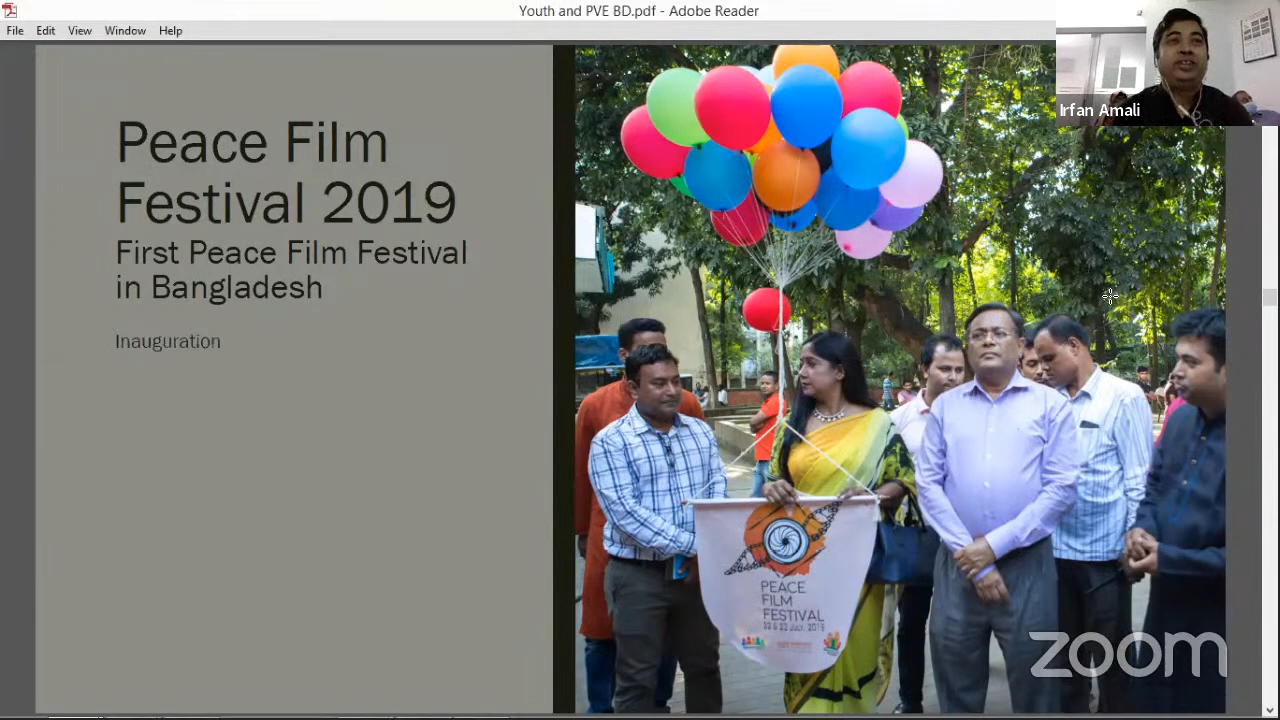 Youth and PVE BD.pdf - Adobe Reader
File Edit View Window Help
Irfan Amali
Peace Film
Festival 2019
First Peace Film Festival
in Bangladesh
Inauguration
PEACE
FILM
FESTIVAL
zoom